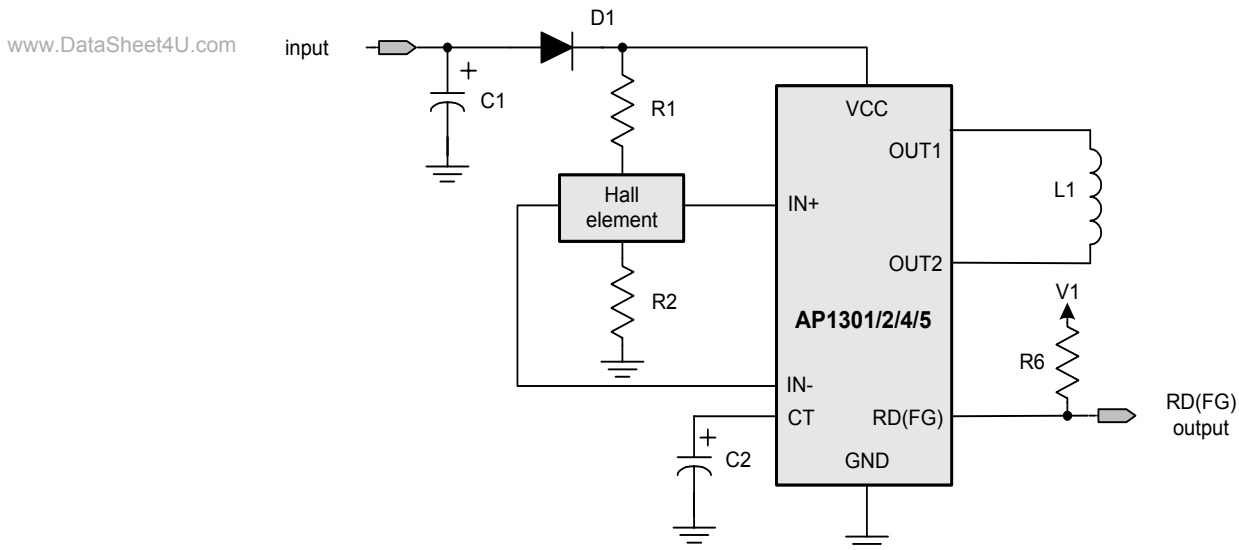 D1
www.DataSheet4U.com
input
+
C1
R1
VCC
OUT1
Hall
element
IN+
L1
OUT2
R2
V1
AP1301/2/4/5
R6
IN-
CT
RD(FG)
RD(FG)
output
+
C2
GND